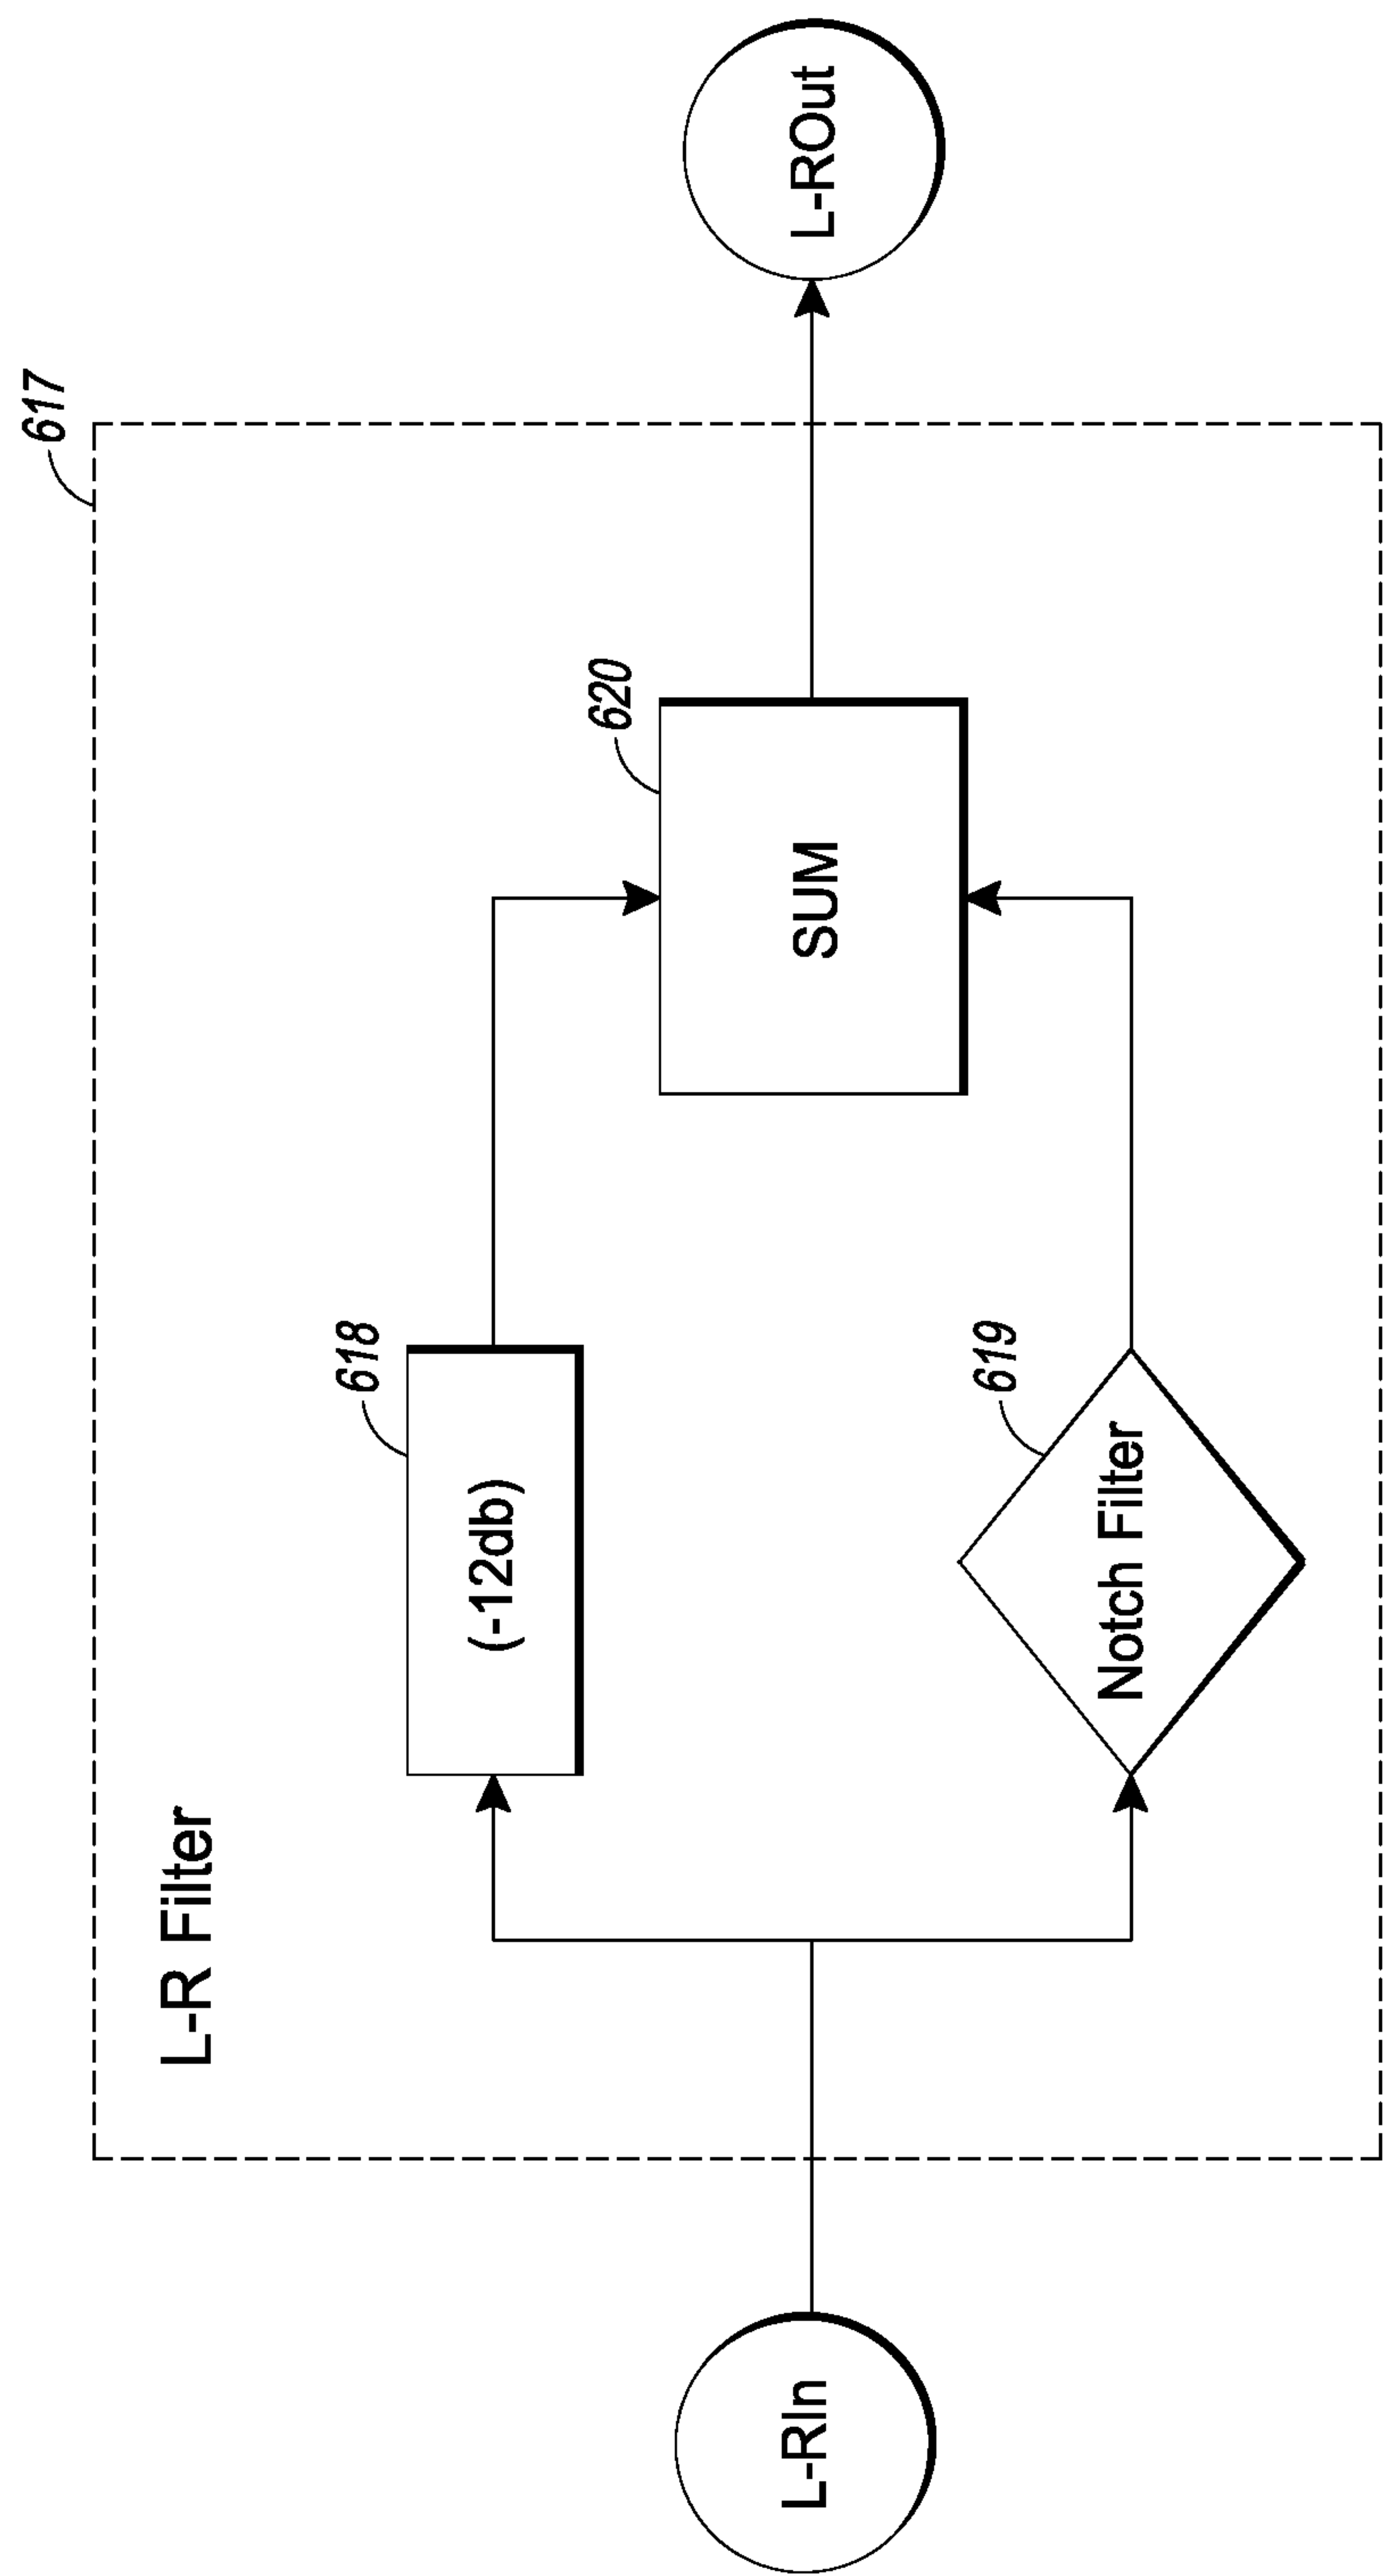 617
L-R Filter
618
(-12db)
620
SUM
L-RIn
L-ROut
619
Notch Filter